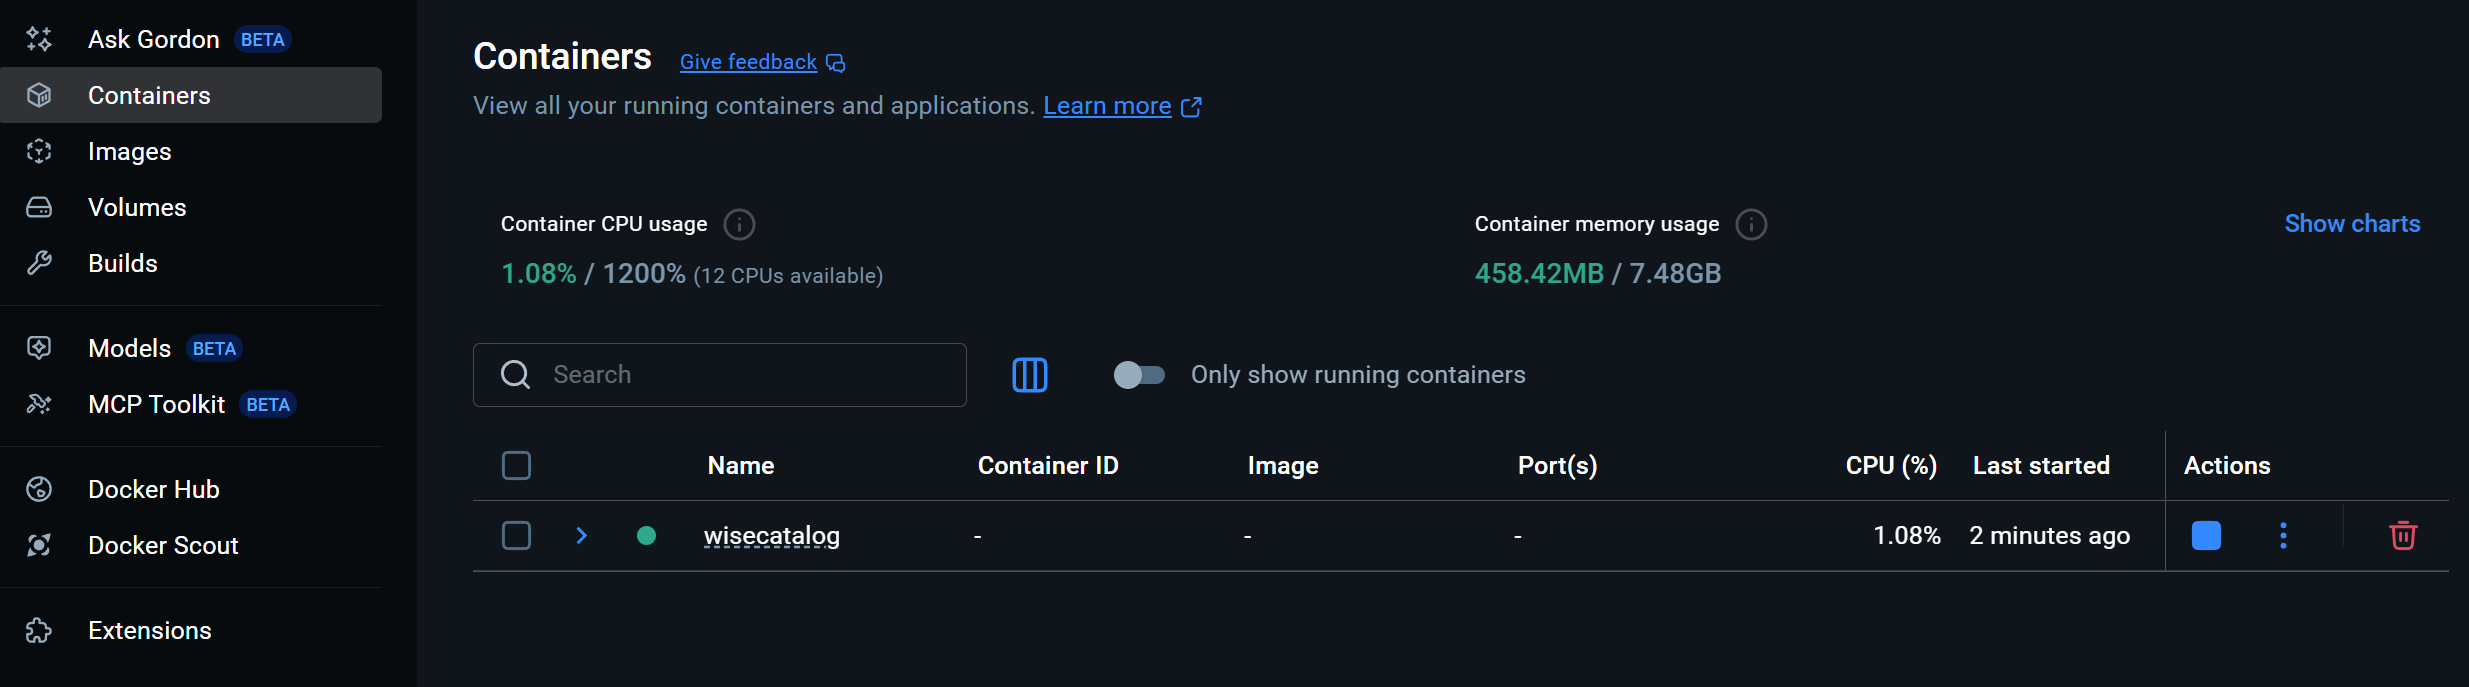 Ask Gordon BETA
Containers
Images
Volumes
Builds
Models BETA
MCP Toolkit BETA
Docker Hub
Docker Scout
Extensions
Containers Give feedback
View all your running containers and applications. Learn more
Container CPU usage
1.08% / 1200% (12 CPUs available)
Container memory usage
458.42MB / 7.48GB
Show charts
Search
Only show running containers
Name Container ID Image Port(s) CPU (%) Last started Actions
wisecatalog - - - 1.08% 2 minutes ago